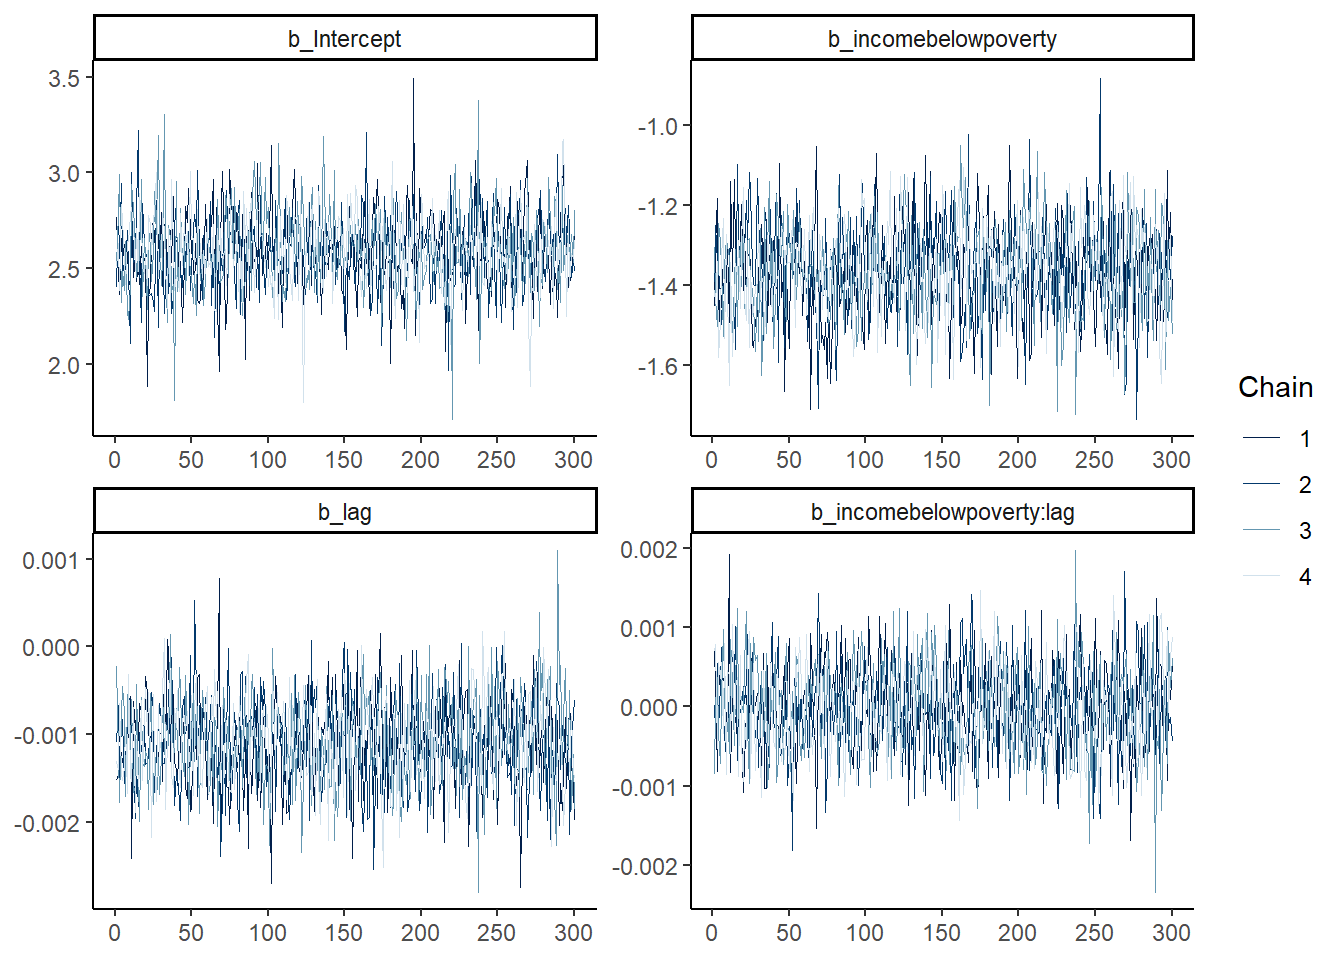 b_Intercept
3.5
3.0
2.5
2.0
0 50 100 150 200 250 300
b_incomebelowpoverty
-1.0
-1.2
-1.4
-1.6
0 50 100 150 200 250 300
b_lag
0.001
0.000
-0.001
-0.002
0 50 100 150 200 250 300
b_incomebelowpoverty:lag
0.002
0.001
0.000
-0.001
-0.002
0 50 100 150 200 250 300
Chain
1
2
3
4